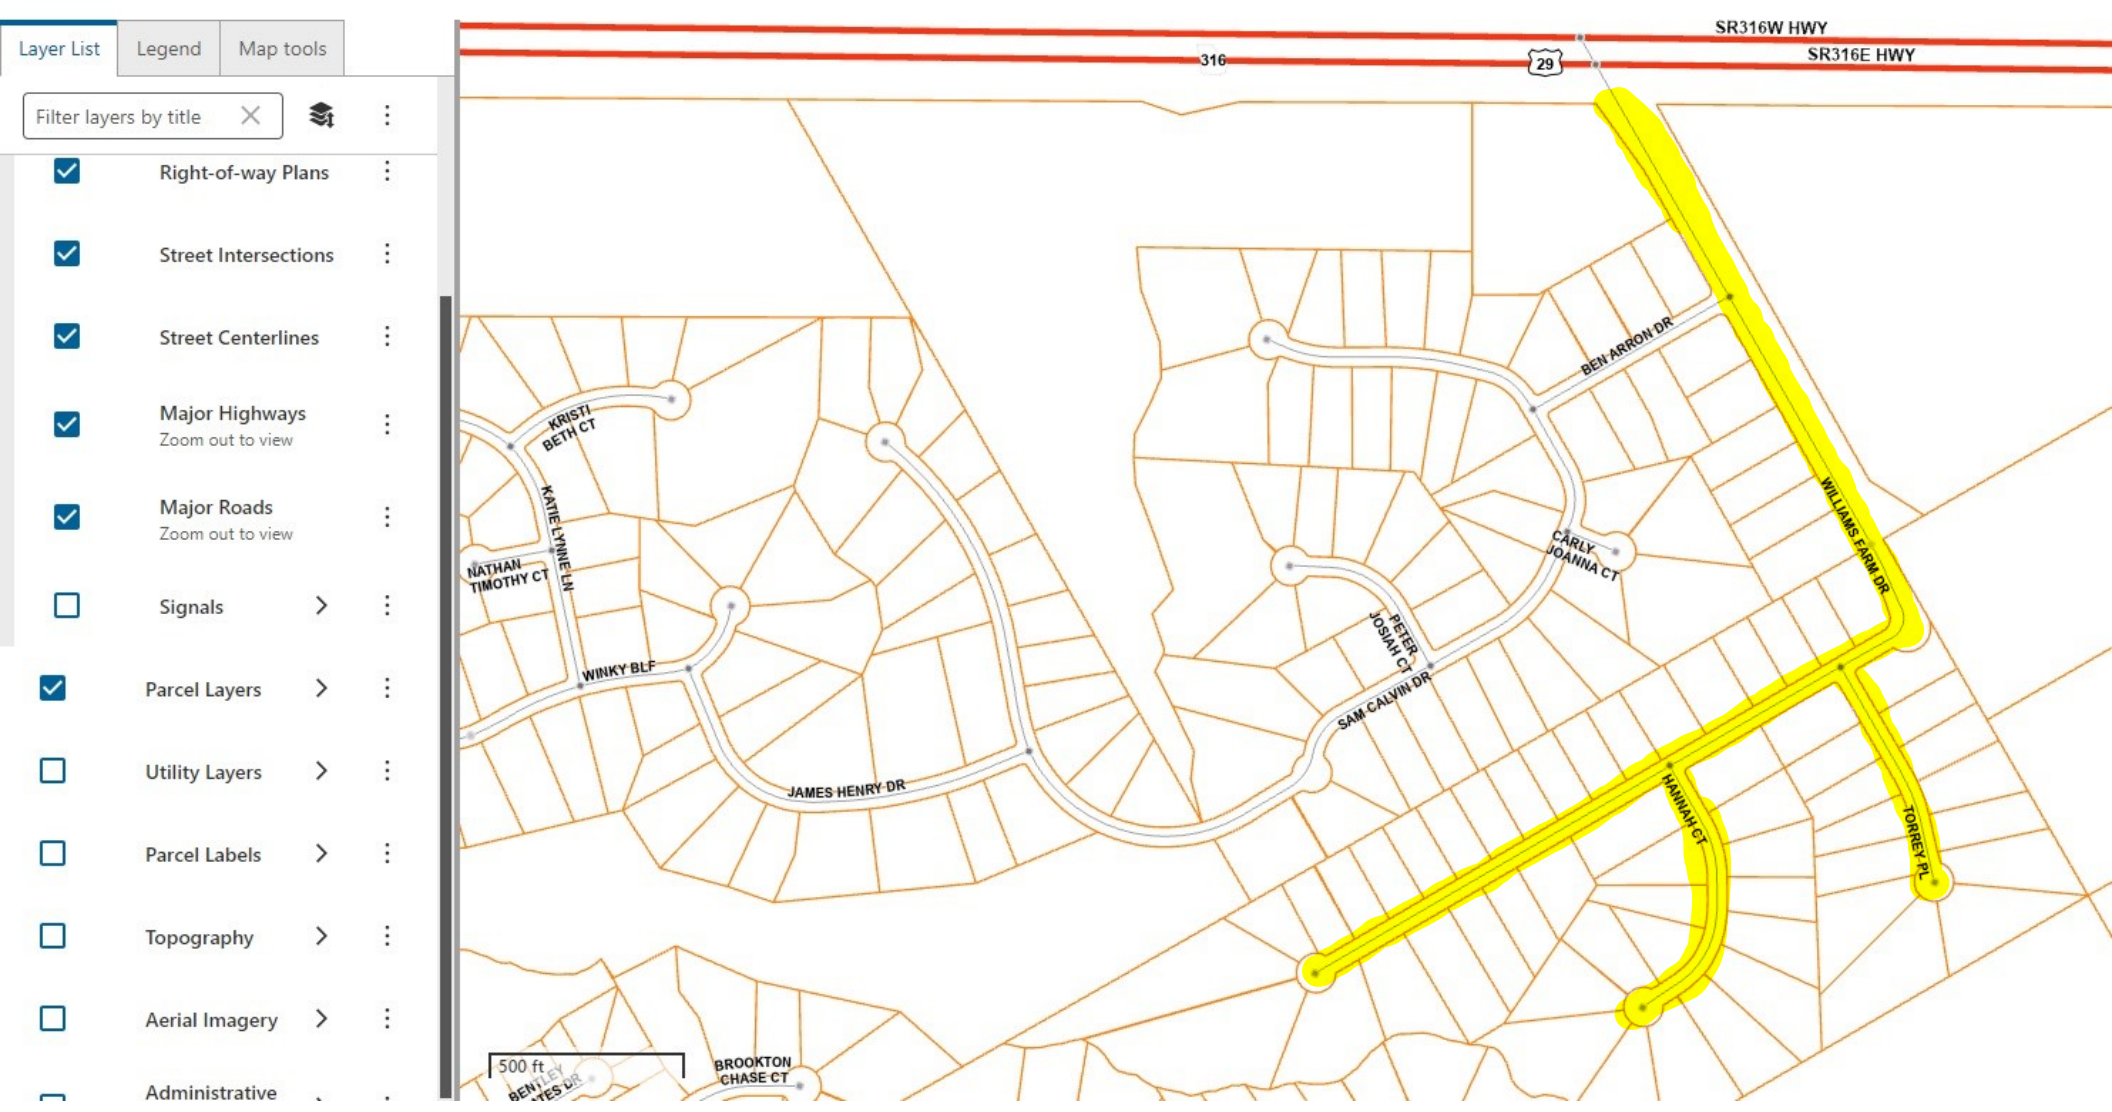 Layer List
Legend
Map tools
Filter layers by title
Right-of-way Plans
Street Intersections
Street Centerlines
Major Highways
Zoom out to view
Major Roads
Zoom out to view
Signals
Parcel Layers
Utility Layers
Parcel Labels
Topography
Aerial Imagery
Administrative
SR316W HWY
SR316E HWY
316
29
BEN ARRON DR
KRISTI
BETH CT
KATIE LYNNE LN
NATHAN
TIMOTHY CT
WILLIAMS FARM DR
CARLY
JOANNA CT
PETER
JOSIAH CT
WINKY BLF
SAM CALVIN DR
JAMES HENRY DR
HANNAH CT
TORREY PL
500 ft
BENTLEY
BROOKTON
CHASE CT